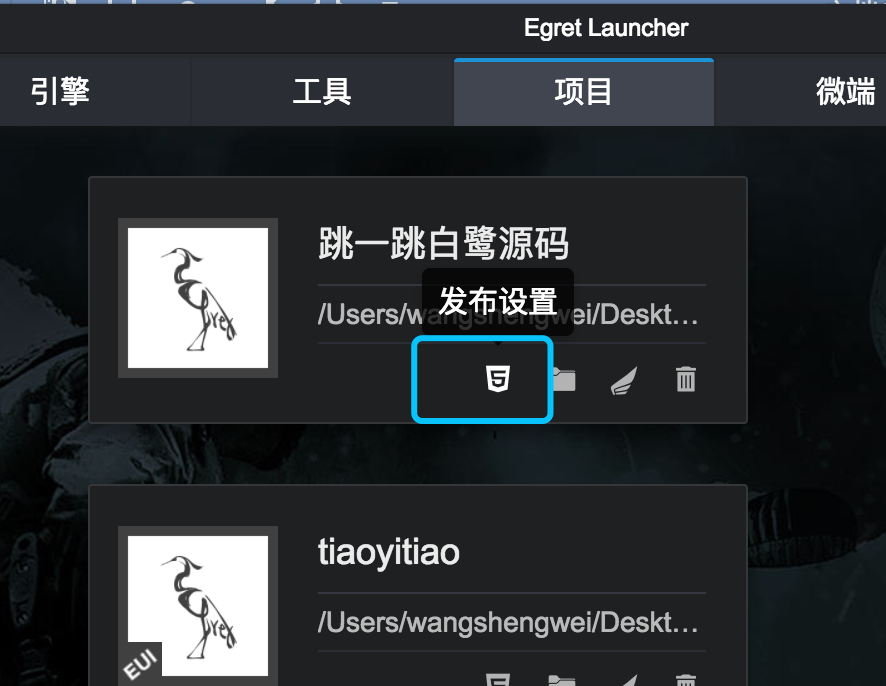 Egret Launcher
引擎
工具
项目
微端
跳一跳白鹭源码
发布设置
/Users/wangshengwei/Deskt...
tiaoyitiao
/Users/wangshengwei/Deskt...
EUI